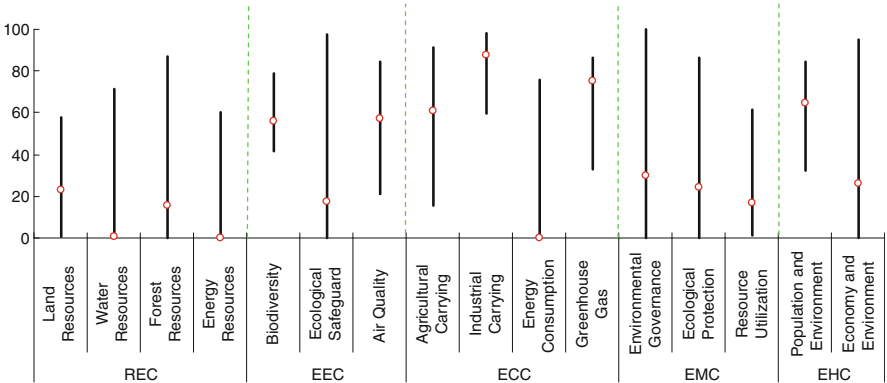 100
80
60
40
20
0
Land
Resources
Water
Resources
Forest
Resources
Energy
Resources
Biodiversity
Ecological
Safeguard
Air Quality
Agricultural
Carrying
Industrial
Carrying
Energy
Consumption
Greenhouse
Gas
Environmental
Governance
Ecological
Protection
Resource
Utilization
Population and
Environment
Economy and
Environment
REC
EEC
ECC
EMC
EHC